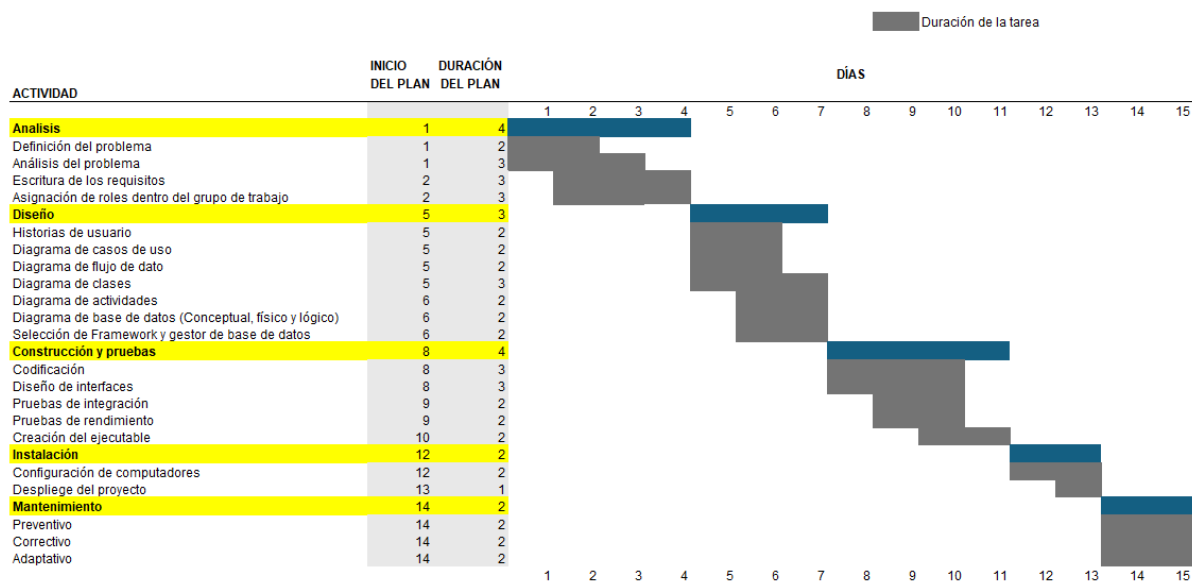 Duración de la tarea
INICIO DURACIÓN
DEL PLAN DEL PLAN
DÍAS
ACTIVIDAD
1 2 3 4 5 6 7 8 9 10 11 12 13 14 15
Analisis 1 4
Definición del problema 1 2
Análisis del problema 1 3
Escritura de los requisitos 2 3
Asignación de roles dentro del grupo de trabajo 2 3
Diseño 5 3
Historias de usuario 5 2
Diagrama de casos de uso 5 2
Diagrama de flujo de dato 5 2
Diagrama de clases 5 3
Diagrama de actividades 6 2
Diagrama de base de datos (Conceptual, físico y lógico) 6 2
Selección de Framework y gestor de base de datos 6 2
Construcción y pruebas 8 4
Codificación 8 3
Diseño de interfaces 8 3
Pruebas de integración 9 2
Pruebas de rendimiento 9 2
Creación del ejecutable 10 2
Instalación 12 2
Configuración de computadores 12 2
Despliege del proyecto 13 1
Mantenimiento 14 2
Preventivo 14 2
Correctivo 14 2
Adaptativo 14 2
1 2 3 4 5 6 7 8 9 10 11 12 13 14 15